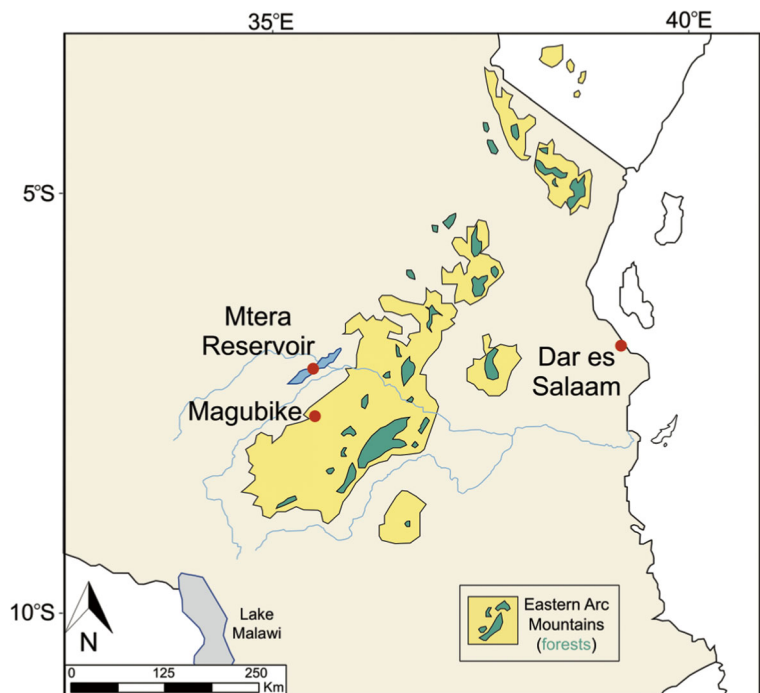 35°E
40°E
5°S
Mtera
Reservoir
Dar es
Salaam
Magubike
10°S
Lake
Malawi
N
Eastern Arc
Mountains
(forests)
0
125
250
Km